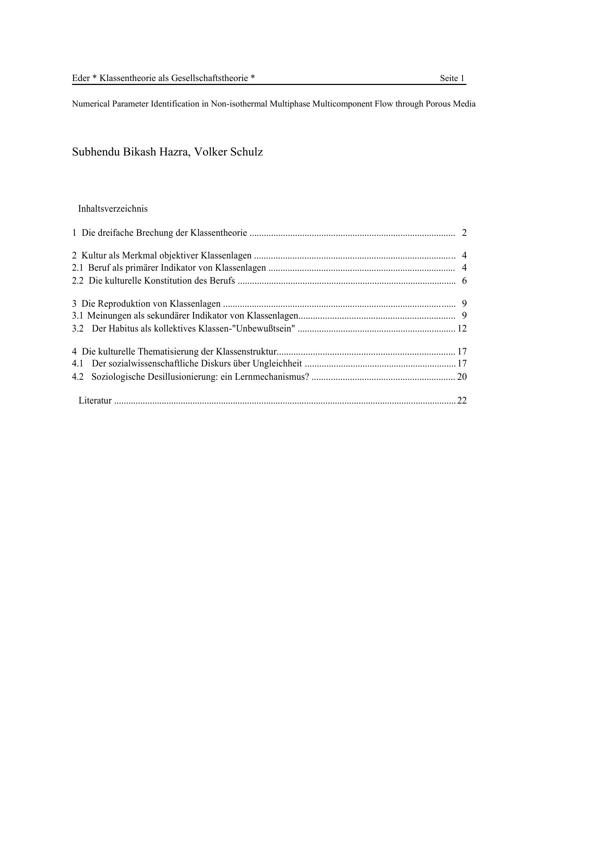 Eder * Klassentheorie als Gesellschaftstheorie * Seite 1
Numerical Parameter Identification in Non-isothermal Multiphase Multicomponent Flow through Porous Media
Subhendu Bikash Hazra, Volker Schulz
Inhaltsverzeichnis
1 Die dreifache Brechung der Klassentheorie ........ 2
2 Kultur als Merkmal objektiver Klassenlagen ........ 4
2.1 Beruf als primärer Indikator von Klassenlagen ........ 4
2.2 Die kulturelle Konstitution des Berufs ........ 6
3 Die Reproduktion von Klassenlagen ........ 9
3.1 Meinungen als sekundärer Indikator von Klassenlagen........ 9
3.2 Der Habitus als kollektives Klassen-"Unbewußtsein" ........ 12
4 Die kulturelle Thematisierung der Klassenstruktur........ 17
4.1 Der sozialwissenschaftliche Diskurs über Ungleichheit ........ 17
4.2 Soziologische Desillusionierung: ein Lernmechanismus? ........ 20
Literatur ........ 22